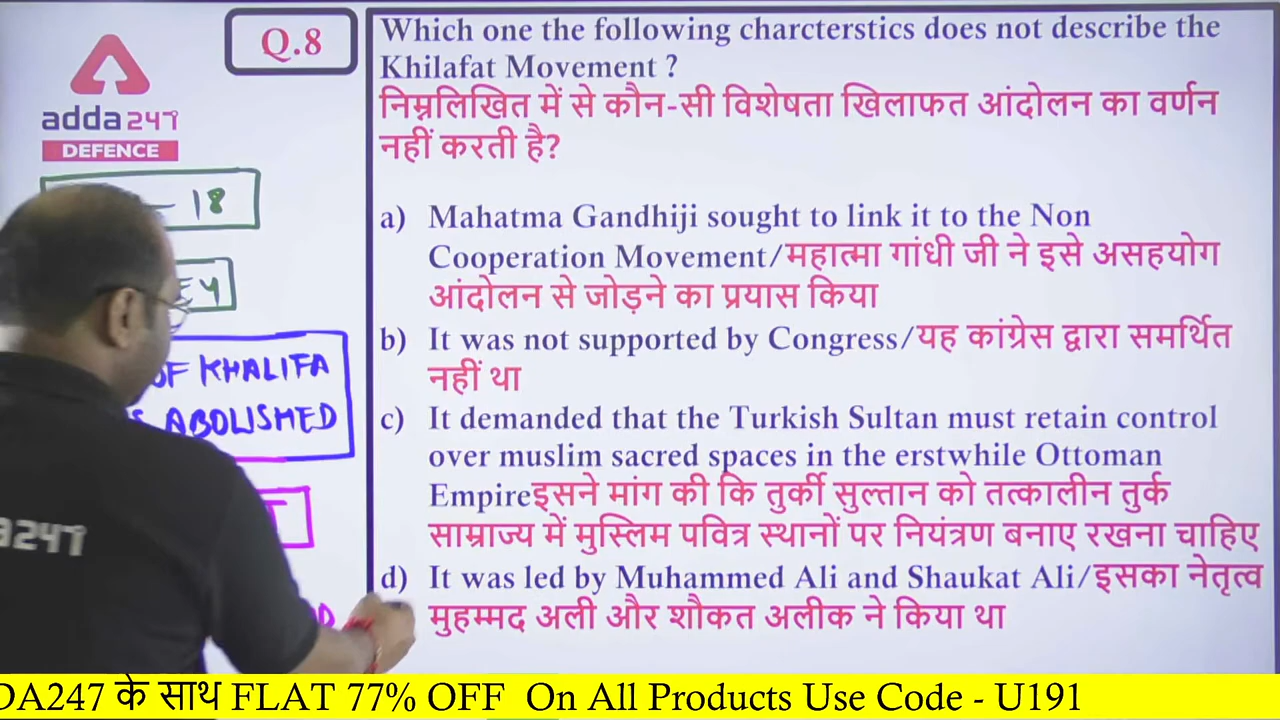 Q.8
adda247
DEFENCE
Which one the following charcterstics does not describe the
Khilafat Movement ?
निम्नलिखित में से कौन-सी विशेषता खिलाफत आंदोलन का वर्णन
नहीं करती है?
a) Mahatma Gandhiji sought to link it to the Non
Cooperation Movement/महात्मा गांधी जी ने इसे असहयोग
आंदोलन से जोड़ने का प्रयास किया
b) It was not supported by Congress/यह कांग्रेस द्वारा समर्थित
नहीं था
c) It demanded that the Turkish Sultan must retain control
over muslim sacred spaces in the erstwhile Ottoman
Empireइसने मांग की कि तुर्की सुल्तान को तत्कालीन तुर्क
साम्राज्य में मुस्लिम पवित्र स्थानों पर नियंत्रण बनाए रखना चाहिए
d) It was led by Muhammed Ali and Shaukat Ali/इसका नेतृत्व
मुहम्मद अली और शौकत अलीक ने किया था
- 18
OF KHALIFA
ABOLISHED
a247
DA247 के साथ FLAT 77% OFF On All Products Use Code - U191